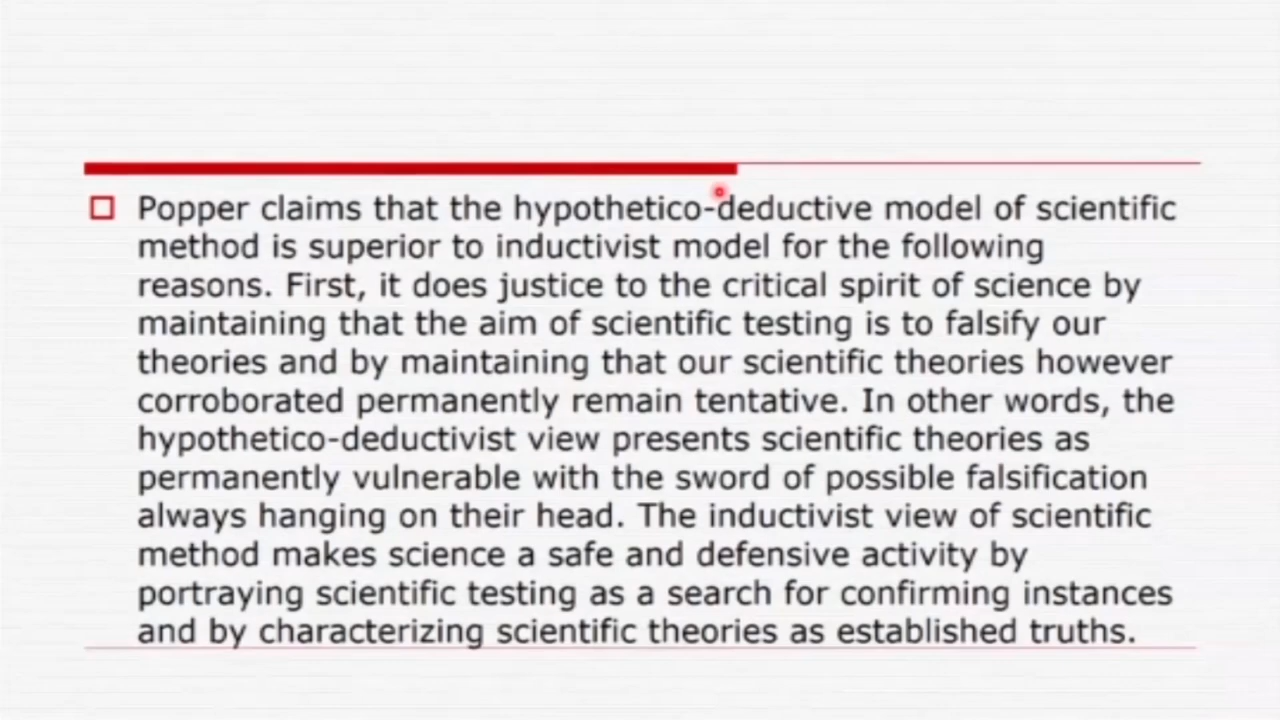 Popper claims that the hypothetico-deductive model of scientific
method is superior to inductivist model for the following
reasons. First, it does justice to the critical spirit of science by
maintaining that the aim of scientific testing is to falsify our
theories and by maintaining that our scientific theories however
corroborated permanently remain tentative. In other words, the
hypothetico-deductivist view presents scientific theories as
permanently vulnerable with the sword of possible falsification
always hanging on their head. The inductivist view of scientific
method makes science a safe and defensive activity by
portraying scientific testing as a search for confirming instances
and by characterizing scientific theories as established truths.